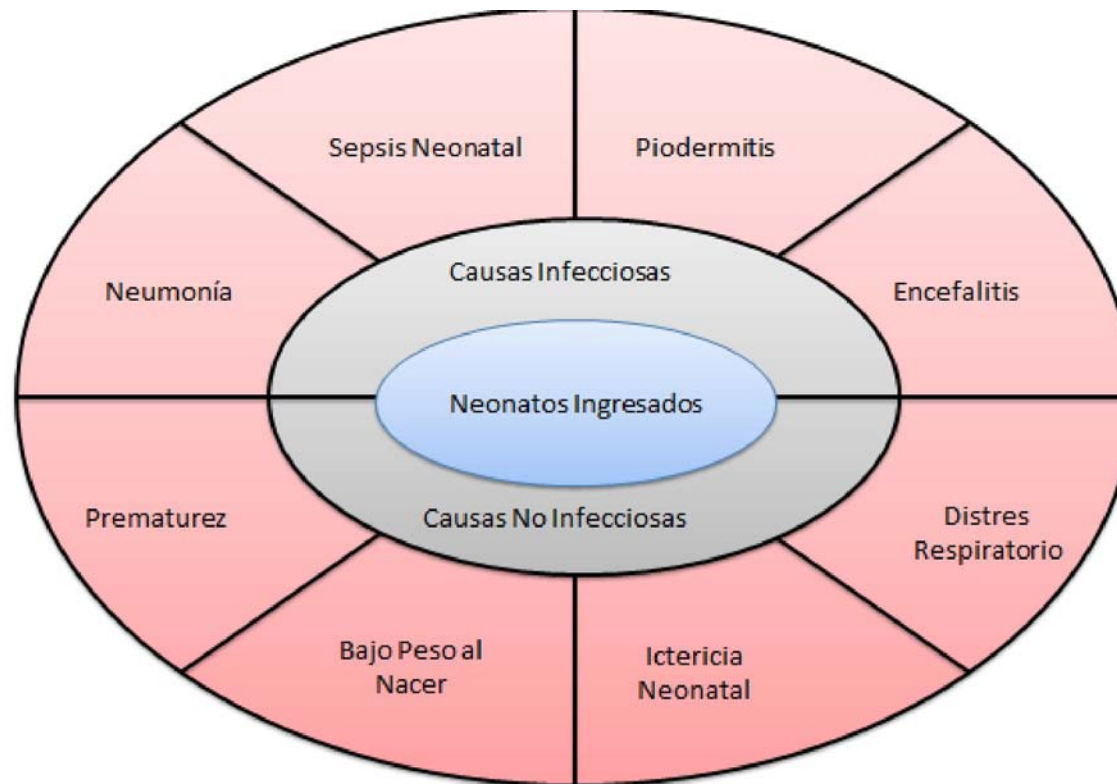 Sepsis Neonatal
Piodermitis
Neumonía
Causas Infecciosas
Encefalitis
Neonatos Ingresados
Prematurez
Causas No Infecciosas
Distres
Respiratorio
Bajo Peso al
Nacer
Ictericia
Neonatal